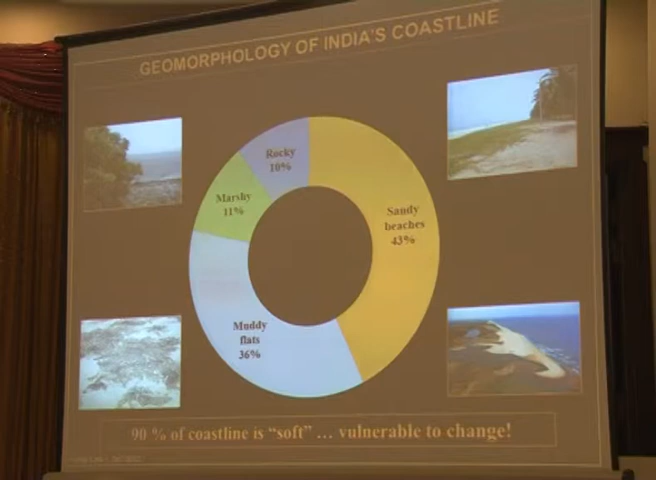 GEOMORPHOLOGY OF INDIA'S COASTLINE
Rocky
10%
Marshy
11%
Sandy
beaches
43%
Muddy
flats
36%
90 % of coastline is “soft” … vulnerable to change!